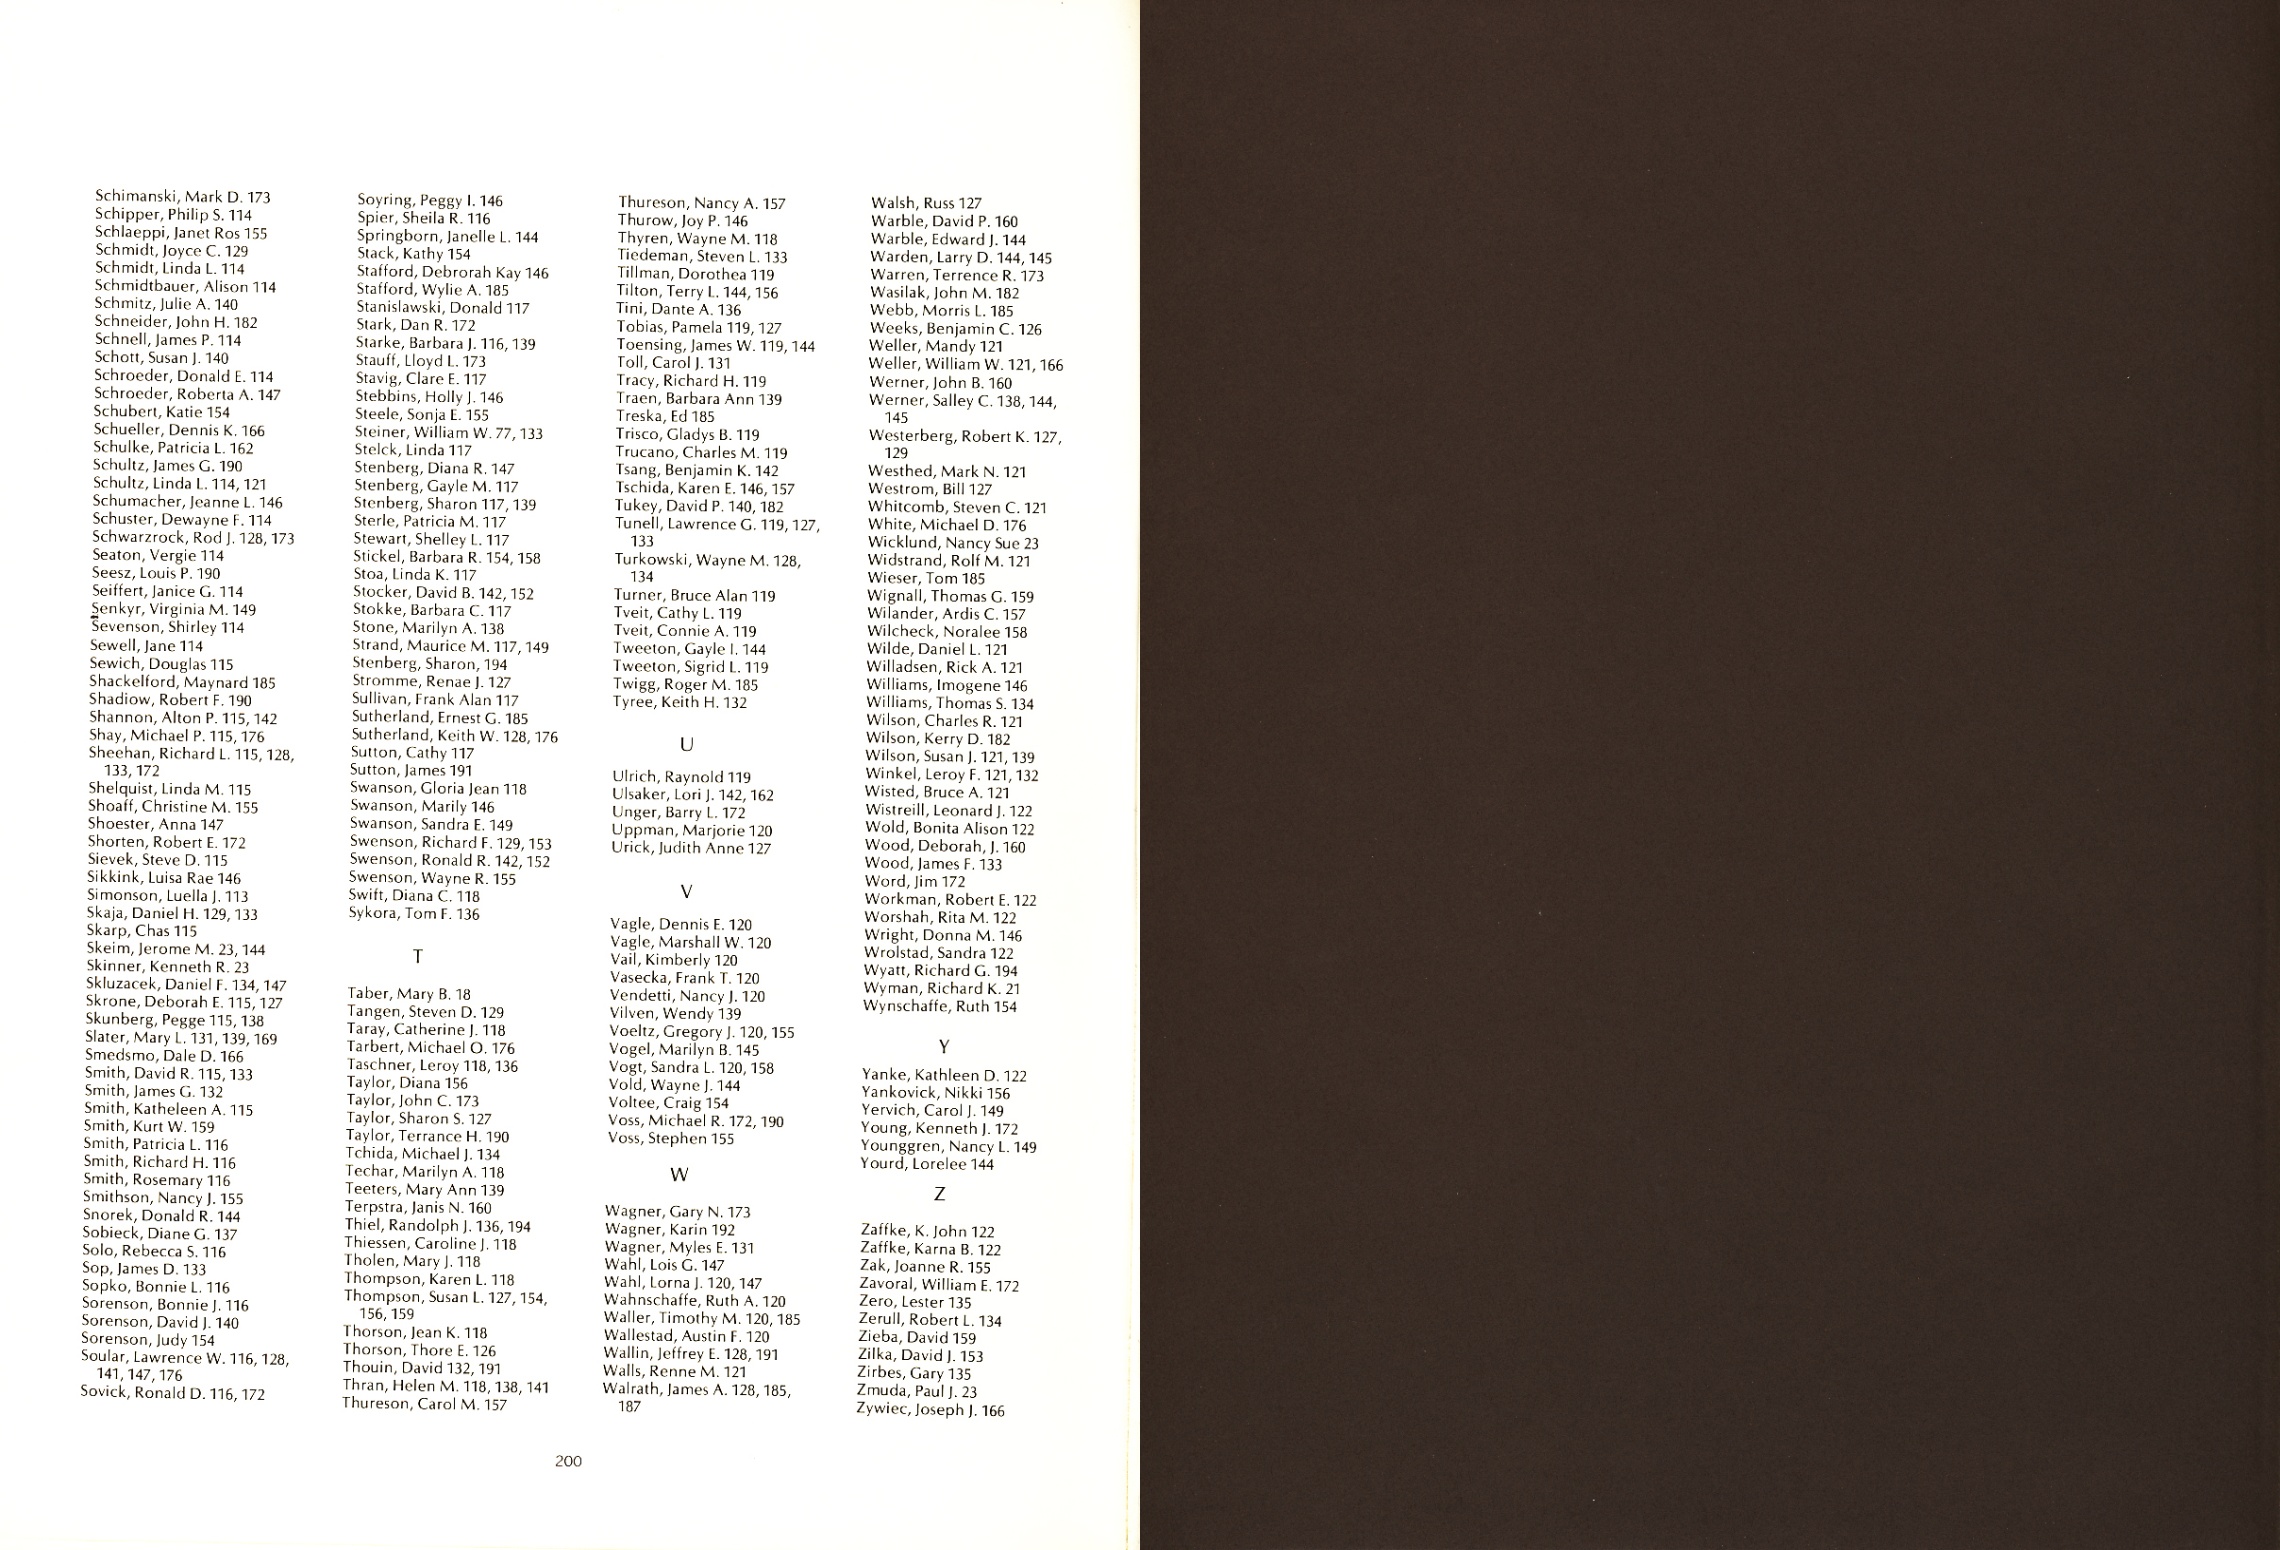 Schimanski, Mark D. 173
Schipper, Philip S. 114
Schlaeppi, Janet Ros 155
Schmidt, Joyce C. 129
Schmidt, Linda L. 114
Schmidtbauer, Alison 114
Schmitz, Julie A. 140
Schneider, John H. 182
Schnell, James P. 114
Schott, Susan J. 140
Schroeder, Donald E. 114
Schroeder, Roberta A. 147
Schubert, Katie 154
Schueller, Dennis K. 166
Schulke, Patricia L. 162
Schultz, James G. 190
Schultz, Linda L. 114, 121
Schumacher, Jeanne L. 146
Schuster, Dewayne F. 114
Schwarzrock, Rod J. 128, 173
Seaton, Vergie 114
Seesz, Louis P. 190
Seiffert, Janice G. 114
Senkyr, Virginia M. 149
Sevenson, Shirley 114
Sewell, Jane 114
Sewich, Douglas 115
Shackelford, Maynard 185
Shadiow, Robert F. 190
Shannon, Alton P. 115, 142
Shay, Michael P. 115, 176
Sheehan, Richard L. 115, 128,
133, 172
Shelquist, Linda M. 115
Shoaff, Christine M. 155
Shoester, Anna 147
Shorten, Robert E. 172
Sievek, Steve D. 115
Sikkink, Luisa Rae 146
Simonson, Luella J. 113
Skaja, Daniel H. 129, 133
Skarp, Chas 115
Skeim, Jerome M. 23, 144
Skinner, Kenneth R. 23
Skluzacek, Daniel F. 134, 147
Skrone, Deborah E. 115, 127
Skunberg, Pegge 115, 138
Slater, Mary L. 131, 139, 169
Smedsmo, Dale D. 166
Smith, David R. 115, 133
Smith, James G. 132
Smith, Katheleen A. 115
Smith, Kurt W. 159
Smith, Patricia L. 116
Smith, Richard H. 116
Smith, Rosemary 116
Smithson, Nancy J. 155
Snorek, Donald R. 144
Sobieck, Diane G. 137
Solo, Rebecca S. 116
Sop, James D. 133
Sopko, Bonnie L. 116
Sorenson, Bonnie J. 116
Sorenson, David J. 140
Sorenson, Judy 154
Soular, Lawrence W. 116, 128,
141, 147, 176
Sovick, Ronald D. 116, 172
Soyring, Peggy I. 146
Spier, Sheila R. 116
Springborn, Janelle L. 144
Stack, Kathy 154
Stafford, Debrorah Kay 146
Stafford, Wylie A. 185
Stanislawski, Donald 117
Stark, Dan R. 172
Starke, Barbara J. 116, 139
Stauff, Lloyd L. 173
Stavig, Clare E. 117
Stebbins, Holly J. 146
Steele, Sonja E. 155
Steiner, William W. 77, 133
Stelck, Linda 117
Stenberg, Diana R. 147
Stenberg, Gayle M. 117
Stenberg, Sharon 117, 139
Sterle, Patricia M. 117
Stewart, Shelley L. 117
Stickel, Barbara R. 154, 158
Stoa, Linda K. 117
Stocker, David B. 142, 152
Stokke, Barbara C. 117
Stone, Marilyn A. 138
Strand, Maurice M. 117, 149
Stenberg, Sharon, 194
Stromme, Renae J. 127
Sullivan, Frank Alan 117
Sutherland, Ernest G. 185
Sutherland, Keith W. 128, 176
Sutton, Cathy 117
Sutton, James 191
Swanson, Gloria Jean 118
Swanson, Marily 146
Swanson, Sandra E. 149
Swenson, Richard F. 129, 153
Swenson, Ronald R. 142, 152
Swenson, Wayne R. 155
Swift, Diana C. 118
Sykora, Tom F. 136
T
Taber, Mary B. 18
Tangen, Steven D. 129
Taray, Catherine J. 118
Tarbert, Michael O. 176
Taschner, Leroy 118, 136
Taylor, Diana 156
Taylor, John C. 173
Taylor, Sharon S. 127
Taylor, Terrance H. 190
Tchida, Michael J. 134
Techar, Marilyn A. 118
Teeters, Mary Ann 139
Terpstra, Janis N. 160
Thiel, Randolph J. 136, 194
Thiessen, Caroline J. 118
Tholen, Mary J. 118
Thompson, Karen L. 118
Thompson, Susan L. 127, 154,
156, 159
Thorson, Jean K. 118
Thorson, Thore E. 126
Thouin, David 132, 191
Thran, Helen M. 118, 138, 141
Thureson, Carol M. 157
Thureson, Nancy A. 157
Thurow, Joy P. 146
Thyren, Wayne M. 118
Tiedeman, Steven L. 133
Tillman, Dorothea 119
Tilton, Terry L. 144, 156
Tini, Dante A. 136
Tobias, Pamela 119, 127
Toensing, James W. 119, 144
Toll, Carol J. 131
Tracy, Richard H. 119
Traen, Barbara Ann 139
Treska, Ed 185
Trisco, Gladys B. 119
Trucano, Charles M. 119
Tsang, Benjamin K. 142
Tschida, Karen E. 146, 157
Tukey, David P. 140, 182
Tunell, Lawrence G. 119, 127,
133
Turkowski, Wayne M. 128,
134
Turner, Bruce Alan 119
Tveit, Cathy L. 119
Tveit, Connie A. 119
Tweeton, Gayle I. 144
Tweeton, Sigrid L. 119
Twigg, Roger M. 185
Tyree, Keith H. 132
U
Ulrich, Raynold 119
Ulsaker, Lori J. 142, 162
Unger, Barry L. 172
Uppman, Marjorie 120
Urick, Judith Anne 127
V
Vagle, Dennis E. 120
Vagle, Marshall W. 120
Vail, Kimberly 120
Vasecka, Frank T. 120
Vendetti, Nancy J. 120
Vilven, Wendy 139
Voeltz, Gregory J. 120, 155
Vogel, Marilyn B. 145
Vogt, Sandra L. 120, 158
Vold, Wayne J. 144
Voltee, Craig 154
Voss, Michael R. 172, 190
Voss, Stephen 155
W
Wagner, Gary N. 173
Wagner, Karin 192
Wagner, Myles E. 131
Wahl, Lois G. 147
Wahl, Lorna J. 120, 147
Wahnschaffe, Ruth A. 120
Waller, Timothy M. 120, 185
Wallestad, Austin F. 120
Wallin, Jeffrey E. 128, 191
Walls, Renne M. 121
Walrath, James A. 128, 185,
187
Walsh, Russ 127
Warble, David P. 160
Warble, Edward J. 144
Warden, Larry D. 144, 145
Warren, Terrence R. 173
Wasilak, John M. 182
Webb, Morris L. 185
Weeks, Benjamin C. 126
Weller, Mandy 121
Weller, William W. 121, 166
Werner, John B. 160
Werner, Salley C. 138, 144,
145
Westerberg, Robert K. 127,
129
Westhed, Mark N. 121
Westrom, Bill 127
Whitcomb, Steven C. 121
White, Michael D. 176
Wicklund, Nancy Sue 23
Widstrand, Rolf M. 121
Wieser, Tom 185
Wignall, Thomas G. 159
Wilander, Ardis C. 157
Wilcheck, Noralee 158
Wilde, Daniel L. 121
Willadsen, Rick A. 121
Williams, Imogene 146
Williams, Thomas S. 134
Wilson, Charles R. 121
Wilson, Kerry D. 182
Wilson, Susan J. 121, 139
Winkel, Leroy F. 121, 132
Wisted, Bruce A. 121
Wistreill, Leonard J. 122
Wold, Bonita Alison 122
Wood, Deborah, J. 160
Wood, James F. 133
Word, Jim 172
Workman, Robert E. 122
Worshah, Rita M. 122
Wright, Donna M. 146
Wrolstad, Sandra 122
Wyatt, Richard G. 194
Wyman, Richard K. 21
Wynschaffe, Ruth 154
Y
Yanke, Kathleen D. 122
Yankovick, Nikki 156
Yervich, Carol J. 149
Young, Kenneth J. 172
Younggren, Nancy L. 149
Yourd, Lorelee 144
Z
Zaffke, K. John 122
Zaffke, Karna B. 122
Zak, Joanne R. 155
Zavoral, William E. 172
Zero, Lester 135
Zerull, Robert L. 134
Zieba, David 159
Zilka, David J. 153
Zirbes, Gary 135
Zmuda, Paul J. 23
Zywiec, Joseph J. 166
200